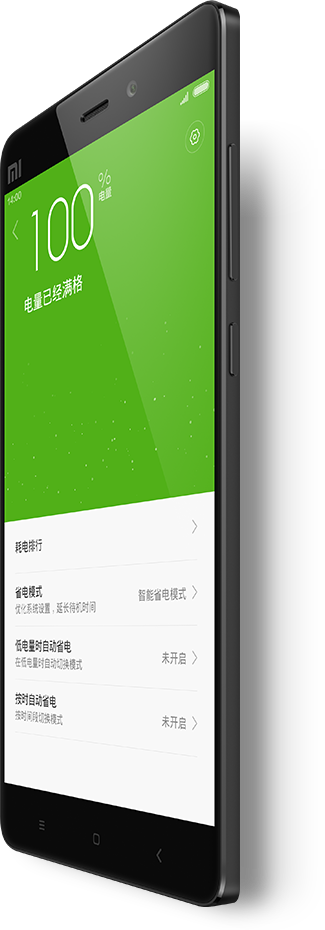 MI
14:00
100%
电量
电量已经满格
耗电排行
省电模式
优化系统设置，延长待机时间
智能省电模式
低电量时自动省电
在低电量时自动切换模式
未开启
按时自动省电
按时间段切换模式
未开启